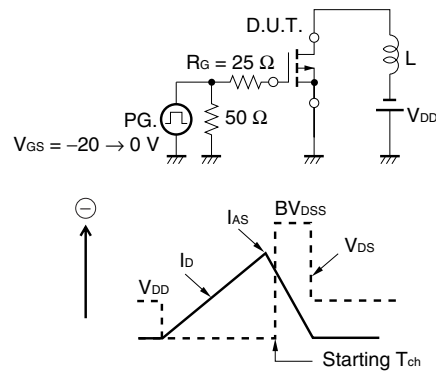 D.U.T.
L
RG = 25 Ω
PG.
50 Ω
VDD
VGS = −20 → 0 V
−
IAS
BVDSS
ID
VDS
VDD
Starting Tch